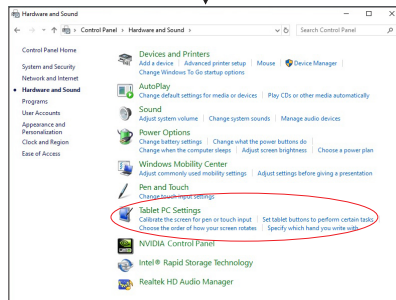 Hardware and Sound
Control Panel › Hardware and Sound ›
Search Control Panel
Control Panel Home
System and Security
Network and Internet
Hardware and Sound
Programs
User Accounts
Appearance and
Personalization
Clock and Region
Ease of Access
Devices and Printers
Add a device | Advanced printer setup | Mouse | Device Manager |
Change Windows To Go startup options
AutoPlay
Change default settings for media or devices | Play CDs or other media automatically
Sound
Adjust system volume | Change system sounds | Manage audio devices
Power Options
Change battery settings | Change what the power buttons do |
Change when the computer sleeps | Adjust screen brightness | Choose a power plan
Windows Mobility Center
Adjust commonly used mobility settings | Adjust settings before giving a presentation
Pen and Touch
Change touch input settings
Tablet PC Settings
Calibrate the screen for pen or touch input | Set tablet buttons to perform certain tasks
Choose the order of how your screen rotates | Specify which hand you write with
NVIDIA Control Panel
Intel® Rapid Storage Technology
Realtek HD Audio Manager